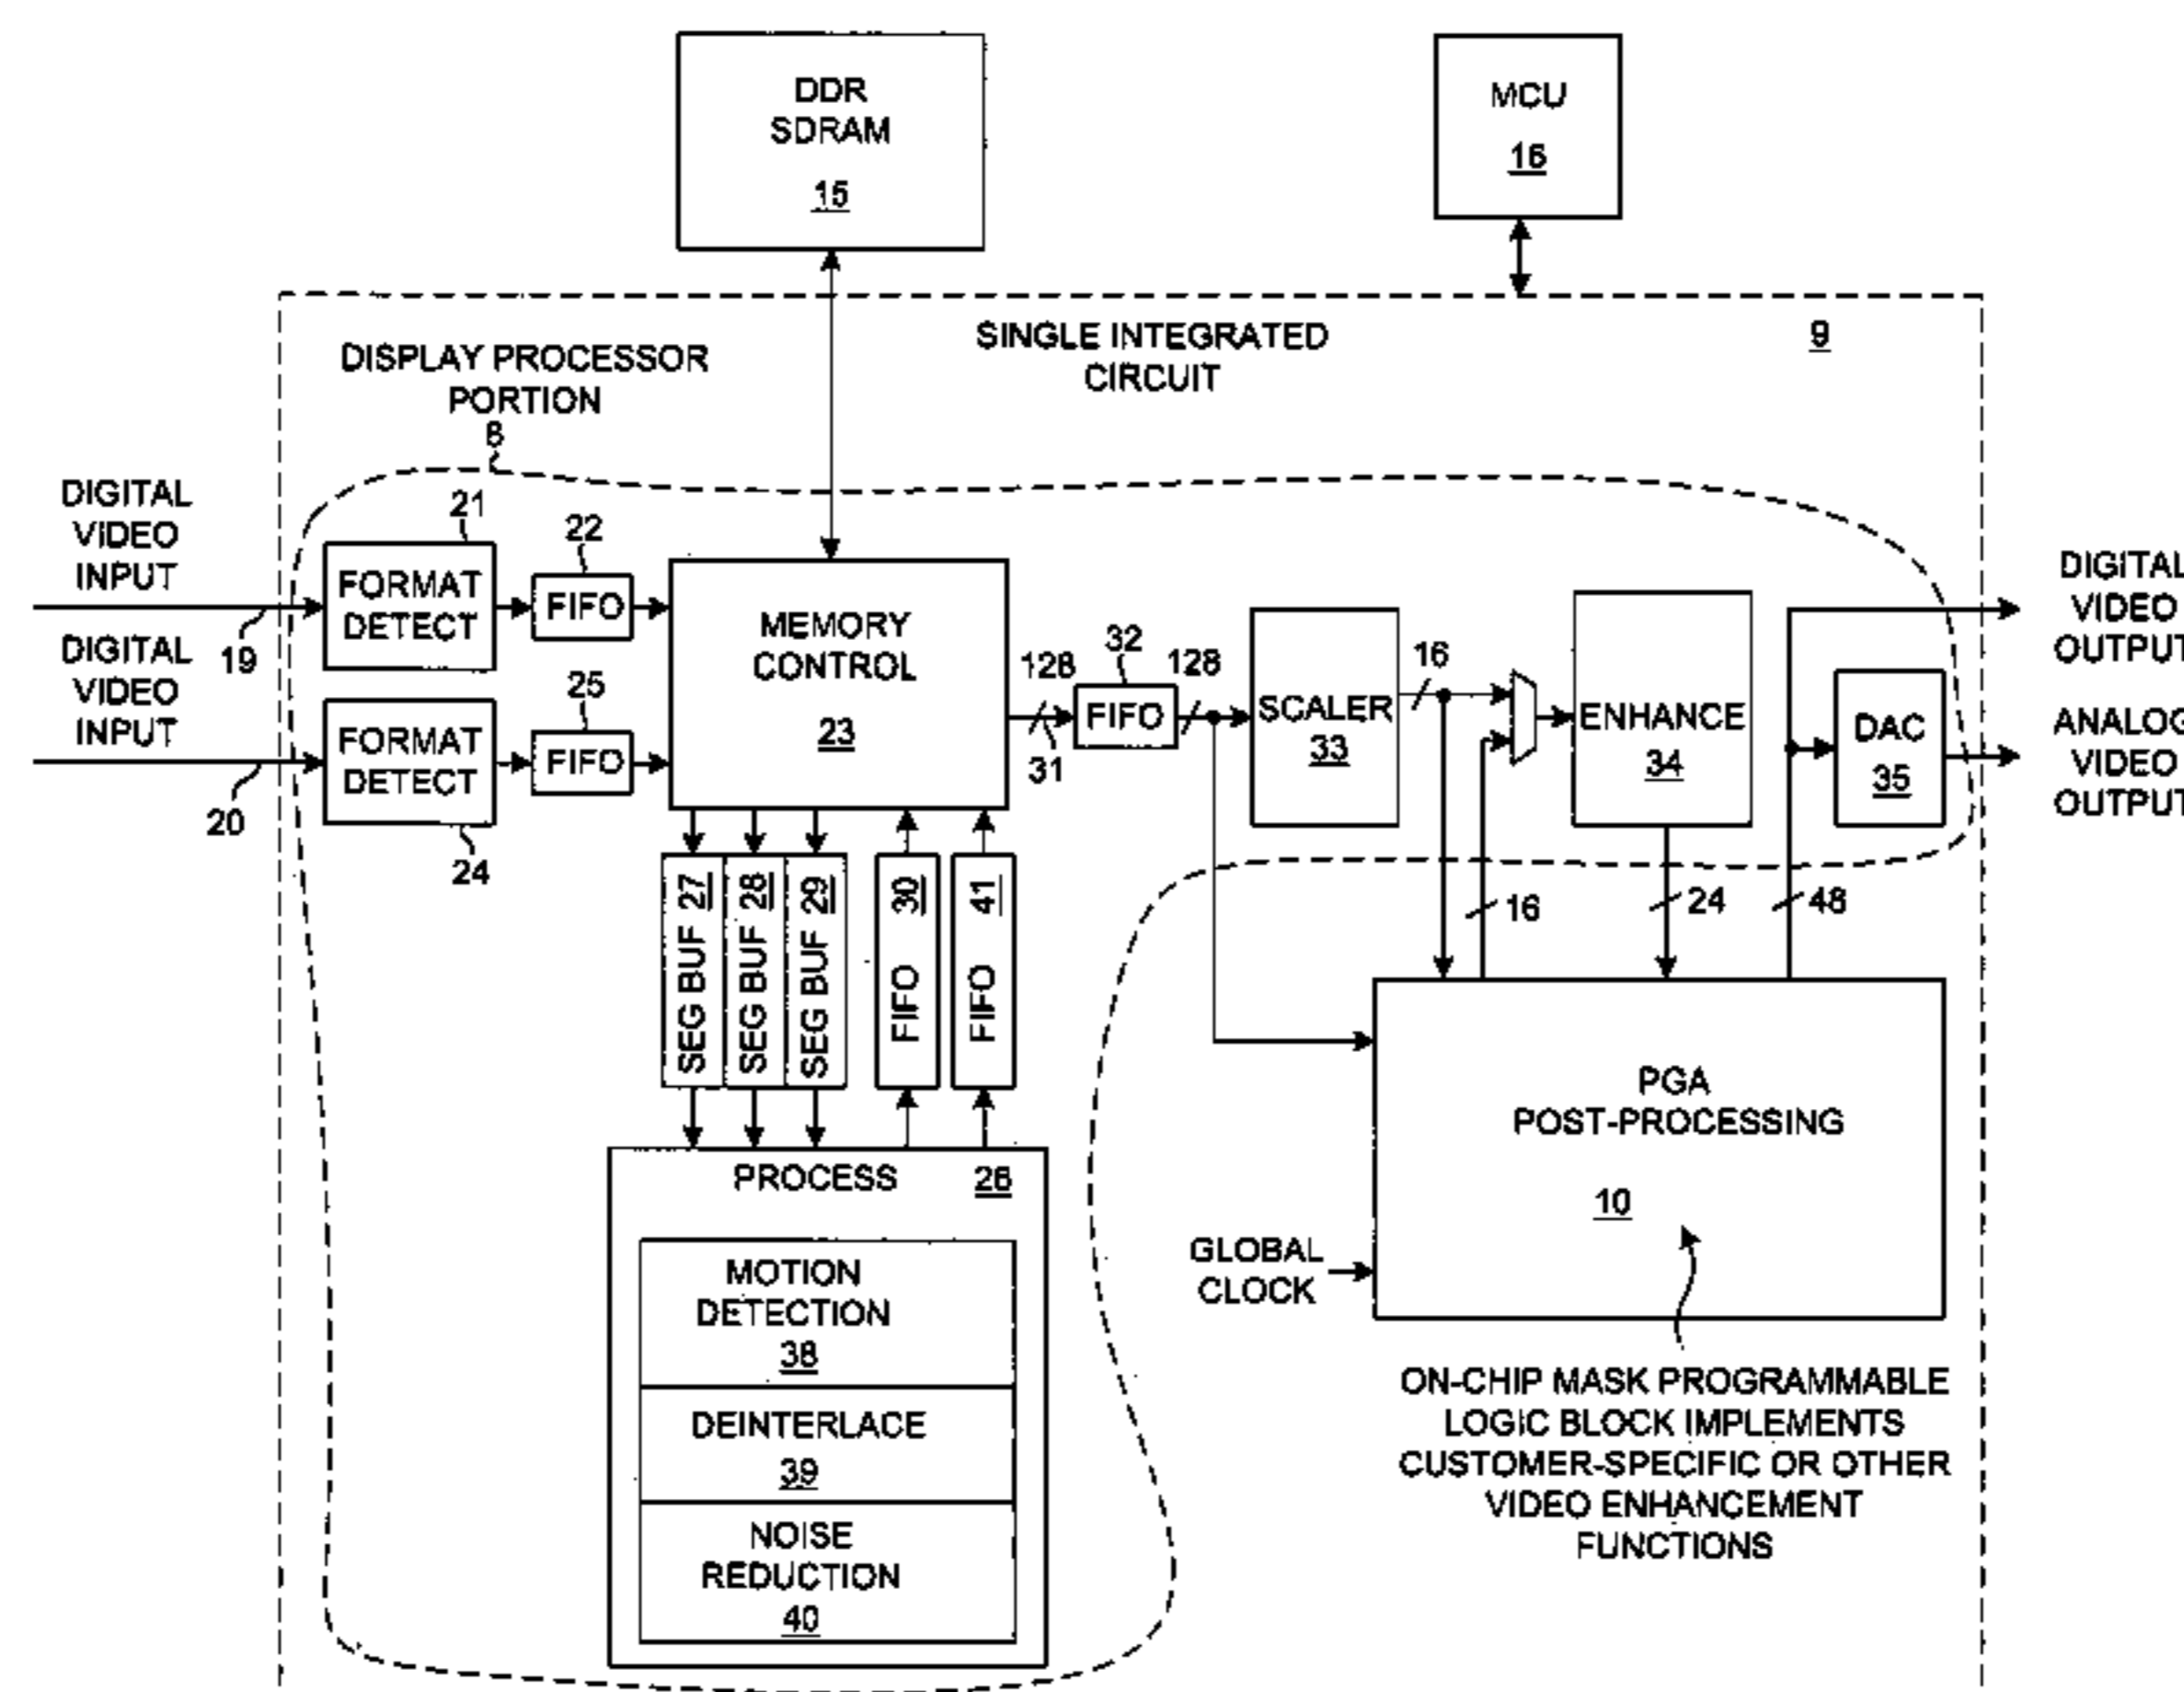 DDR
SDRAM
15
MCU
16
SINGLE INTEGRATED
CIRCUIT
9
DISPLAY PROCESSOR
PORTION
8
DIGITAL
VIDEO
INPUT
19
DIGITAL
VIDEO
INPUT
20
21
FORMAT
DETECT
22
FIFO
FORMAT
DETECT
24
25
FIFO
MEMORY
CONTROL
23
128
31
32
FIFO
128
SCALER
33
16
ENHANCE
34
DAC
35
DIGITAL
VIDEO
OUTPUT
ANALOG
VIDEO
OUTPUT
SEG BUF 27
SEG BUF 28
SEG BUF 29
FIFO 30
FIFO 41
16
24
48
PROCESS 26
MOTION
DETECTION
38
DEINTERLACE
39
NOISE
REDUCTION
40
PGA
POST-PROCESSING
10
GLOBAL
CLOCK
ON-CHIP MASK PROGRAMMABLE
LOGIC BLOCK IMPLEMENTS
CUSTOMER-SPECIFIC OR OTHER
VIDEO ENHANCEMENT
FUNCTIONS